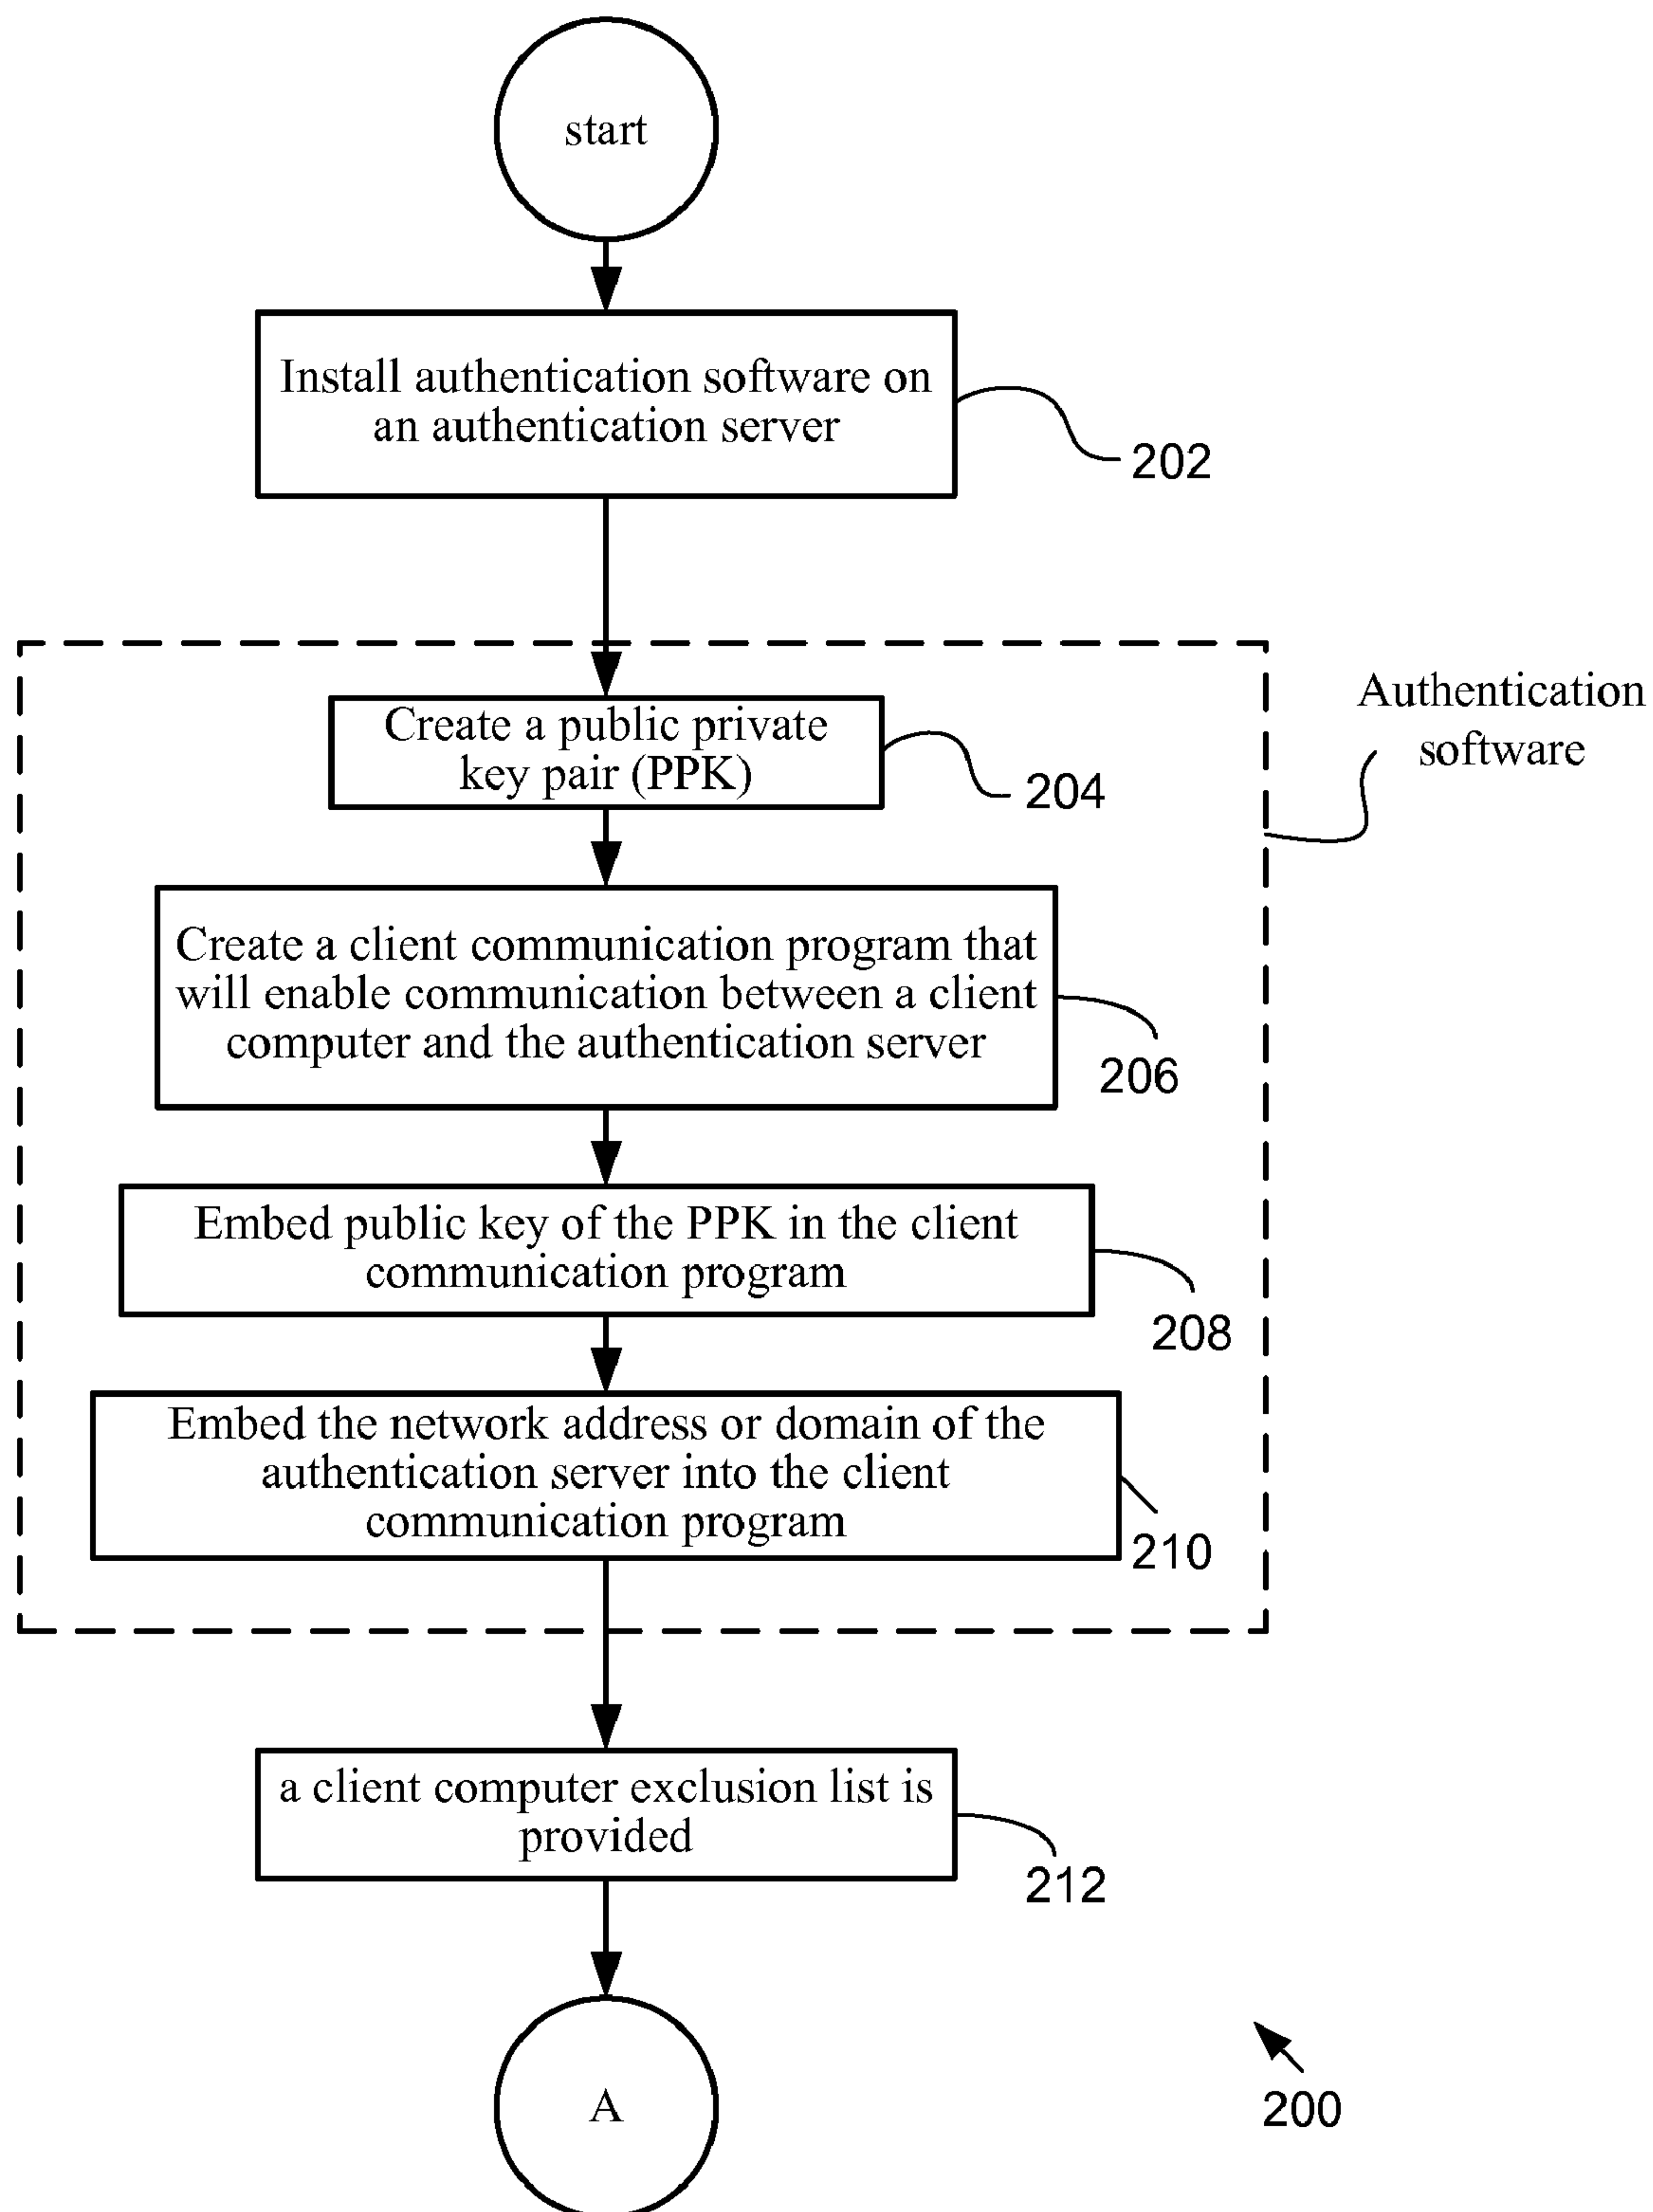 start
Install authentication software on
an authentication server
202
Authentication
software
Create a public private
key pair (PPK)
204
Create a client communication program that
will enable communication between a client
computer and the authentication server
206
Embed public key of the PPK in the client
communication program
208
Embed the network address or domain of the
authentication server into the client
communication program
210
a client computer exclusion list is
provided
212
A
200